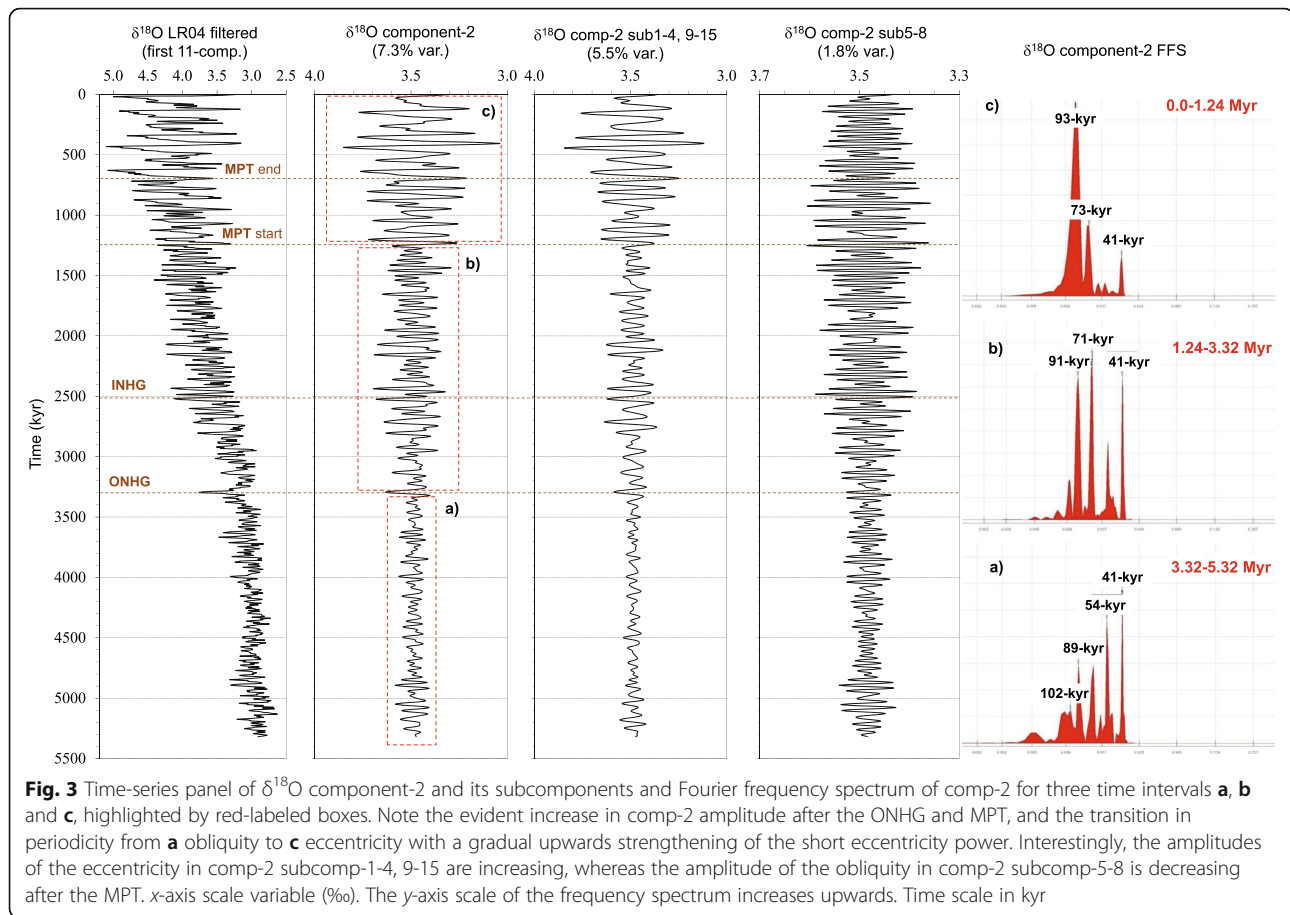 δ18O LR04 filtered
(first 11-comp.)
5.0 4.5 4.0 3.5 3.0 2.5
δ18O component-2
(7.3% var.)
4.0 3.5 3.0
δ18O comp-2 sub1-4, 9-15
(5.5% var.)
4.0 3.5 3.0
δ18O comp-2 sub5-8
(1.8% var.)
3.7 3.5 3.3
δ18O component-2 FFS
Time (kyr)
0
500
1000
1500
2000
2500
3000
3500
4000
4500
5000
5500
MPT end
MPT start
INHG
ONHG
c)
b)
a)
c) 0.0-1.24 Myr
93-kyr
73-kyr
41-kyr
b) 1.24-3.32 Myr
71-kyr
91-kyr 41-kyr
a) 3.32-5.32 Myr
41-kyr
54-kyr
89-kyr
102-kyr
Fig. 3 Time-series panel of δ18O component-2 and its subcomponents and Fourier frequency spectrum of comp-2 for three time intervals a, b
and c, highlighted by red-labeled boxes. Note the evident increase in comp-2 amplitude after the ONHG and MPT, and the transition in
periodicity from a obliquity to c eccentricity with a gradual upwards strengthening of the short eccentricity power. Interestingly, the amplitudes
of the eccentricity in comp-2 subcomp-1-4, 9-15 are increasing, whereas the amplitude of the obliquity in comp-2 subcomp-5-8 is decreasing
after the MPT. x-axis scale variable (‰). The y-axis scale of the frequency spectrum increases upwards. Time scale in kyr